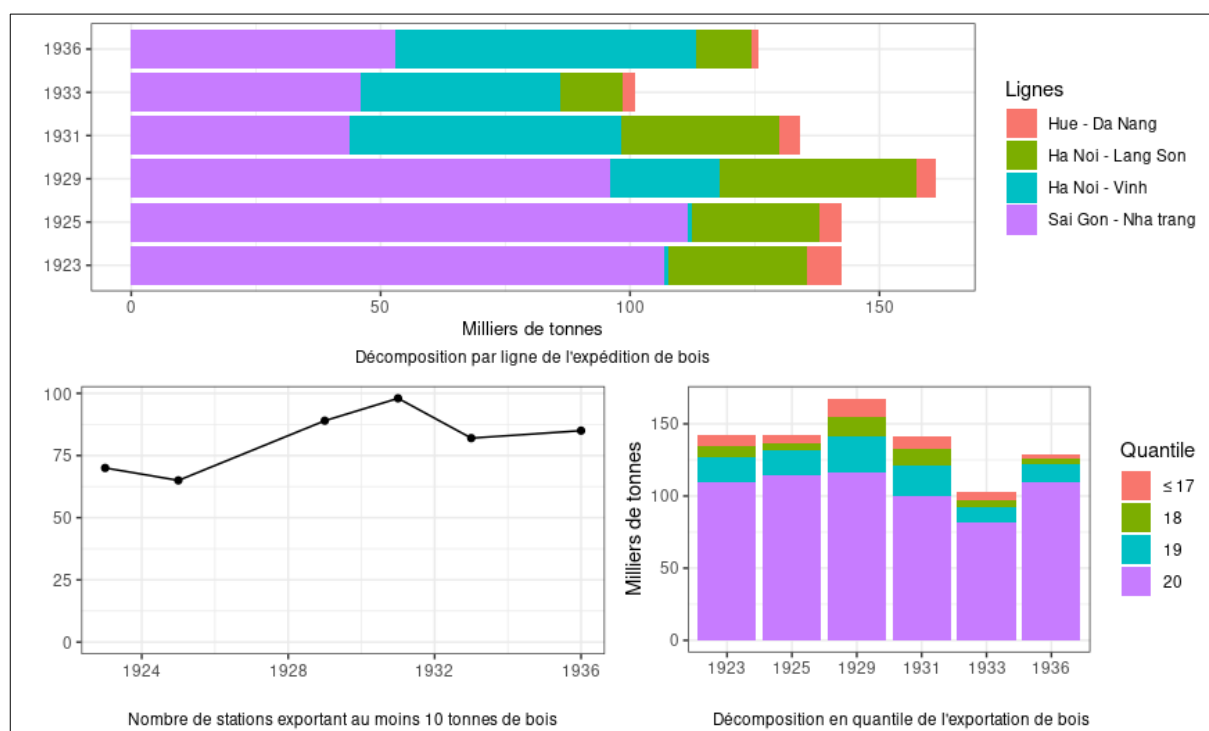 1936
1933
1931
1929
1925
1923
0 50 100 150
Milliers de tonnes
Décomposition par ligne de l'expédition de bois
Lignes
Hue - Da Nang
Ha Noi - Lang Son
Ha Noi - Vinh
Sai Gon - Nha trang
100
75
50
25
0
1924 1928 1932 1936
Nombre de stations exportant au moins 10 tonnes de bois
Milliers de tonnes
150
100
50
0
1923 1925 1929 1931 1933 1936
Décomposition en quantile de l'exportation de bois
Quantile
≤ 17
18
19
20